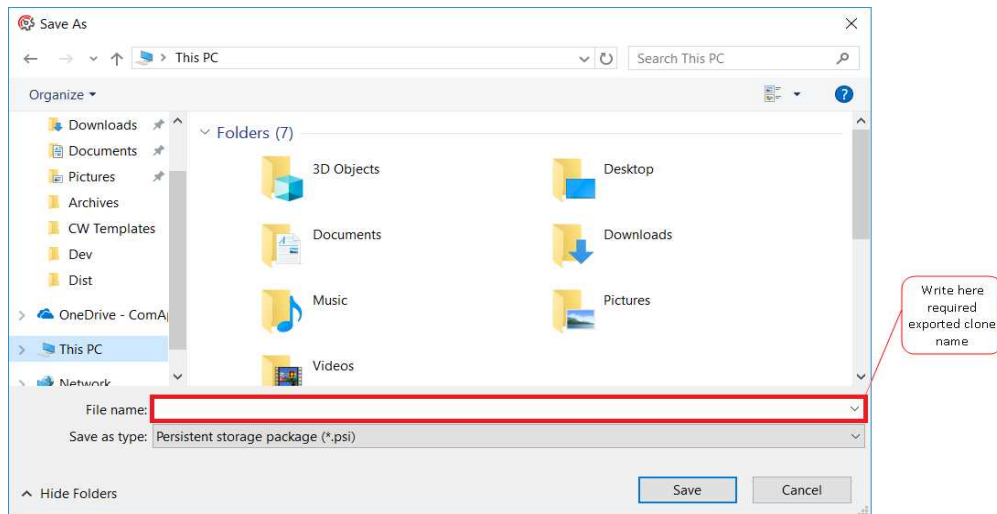 Save As
This PC
Search This PC
Organize
Downloads
Documents
Pictures
Archives
CW Templates
Dev
Dist
OneDrive - ComA
This PC
Network
Folders (7)
3D Objects
Desktop
Documents
Downloads
Music
Pictures
Videos
File name:
Save as type: Persistent storage package (*.psi)
Hide Folders
Save
Cancel
Write here
required
exported clone
name